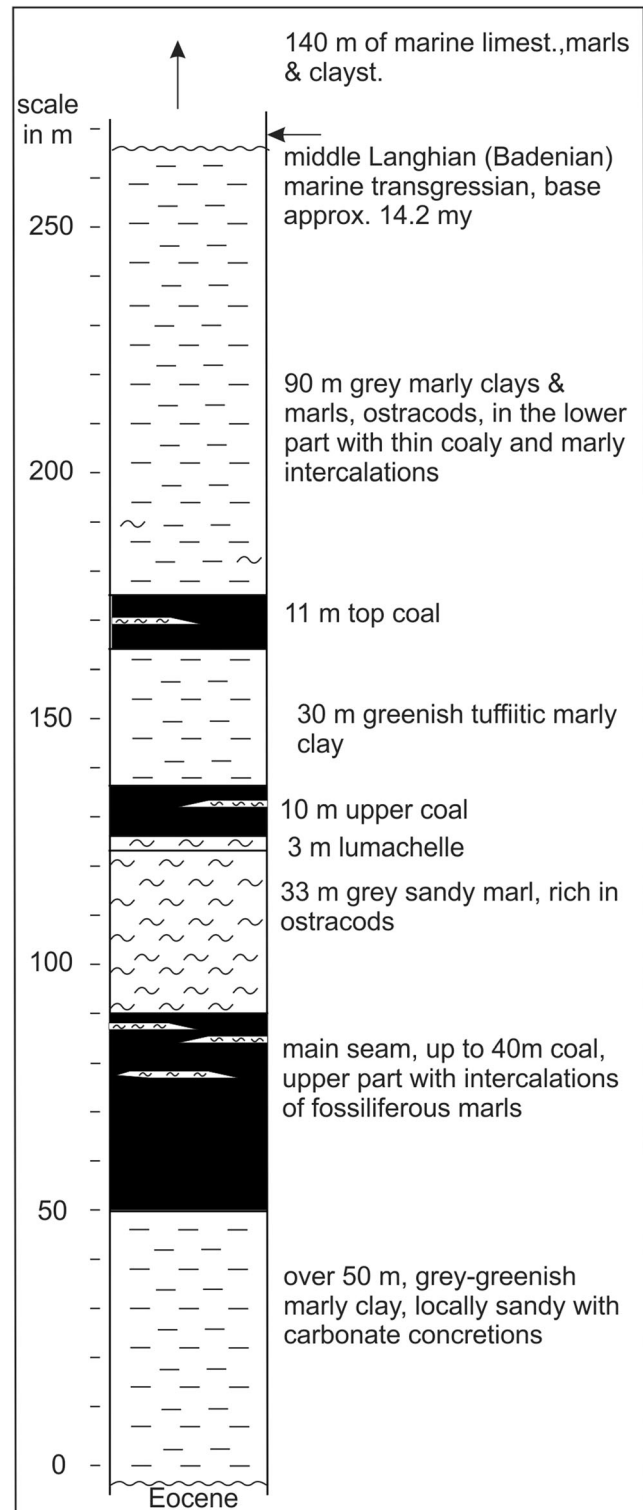 140 m of marine limest.,marls
& clayst.
scale
in m
middle Langhian (Badenian)
marine transgressian, base
approx. 14.2 my
250
90 m grey marly clays &
marls, ostracods, in the lower
part with thin coaly and marly
intercalations
200
11 m top coal
150
30 m greenish tuffiitic marly
clay
10 m upper coal
3 m lumachelle
33 m grey sandy marl, rich in
ostracods
100
main seam, up to 40m coal,
upper part with intercalations
of fossiliferous marls
50
over 50 m, grey-greenish
marly clay, locally sandy with
carbonate concretions
0
Eocene